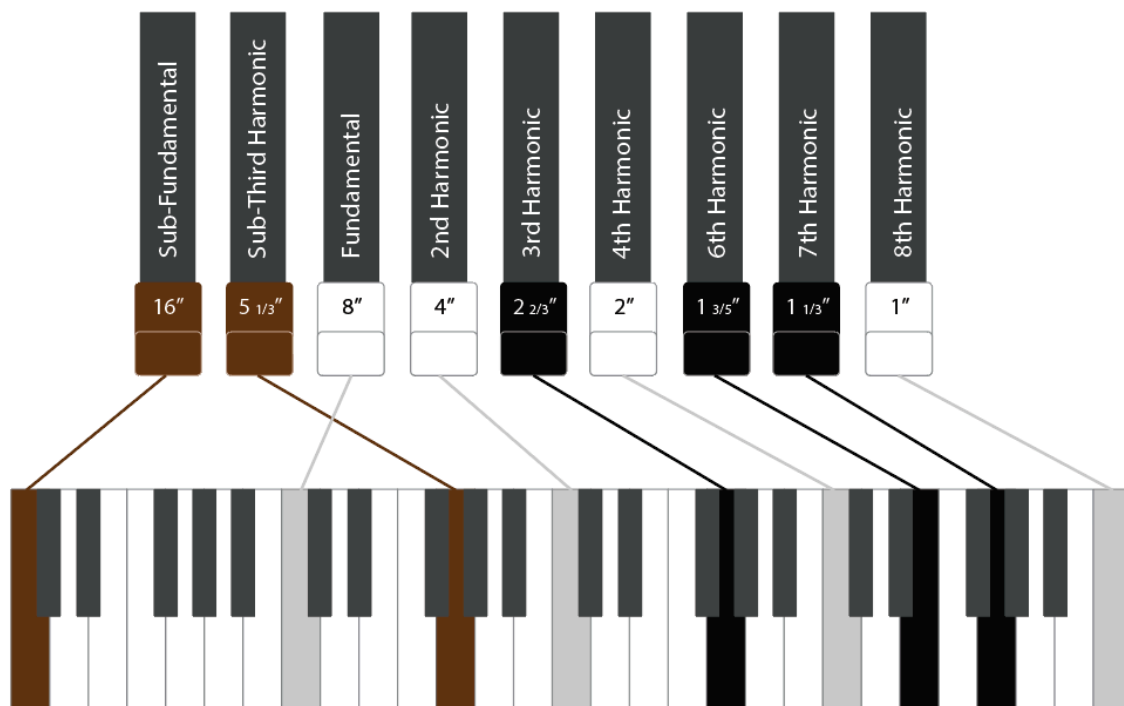 Sub-Fundamental
Sub-Third Harmonic
Fundamental
2nd Harmonic
3rd Harmonic
4th Harmonic
6th Harmonic
7th Harmonic
8th Harmonic
16″
5 1/3″
8″
4″
2 2/3″
2″
1 3/5″
1 1/3″
1″